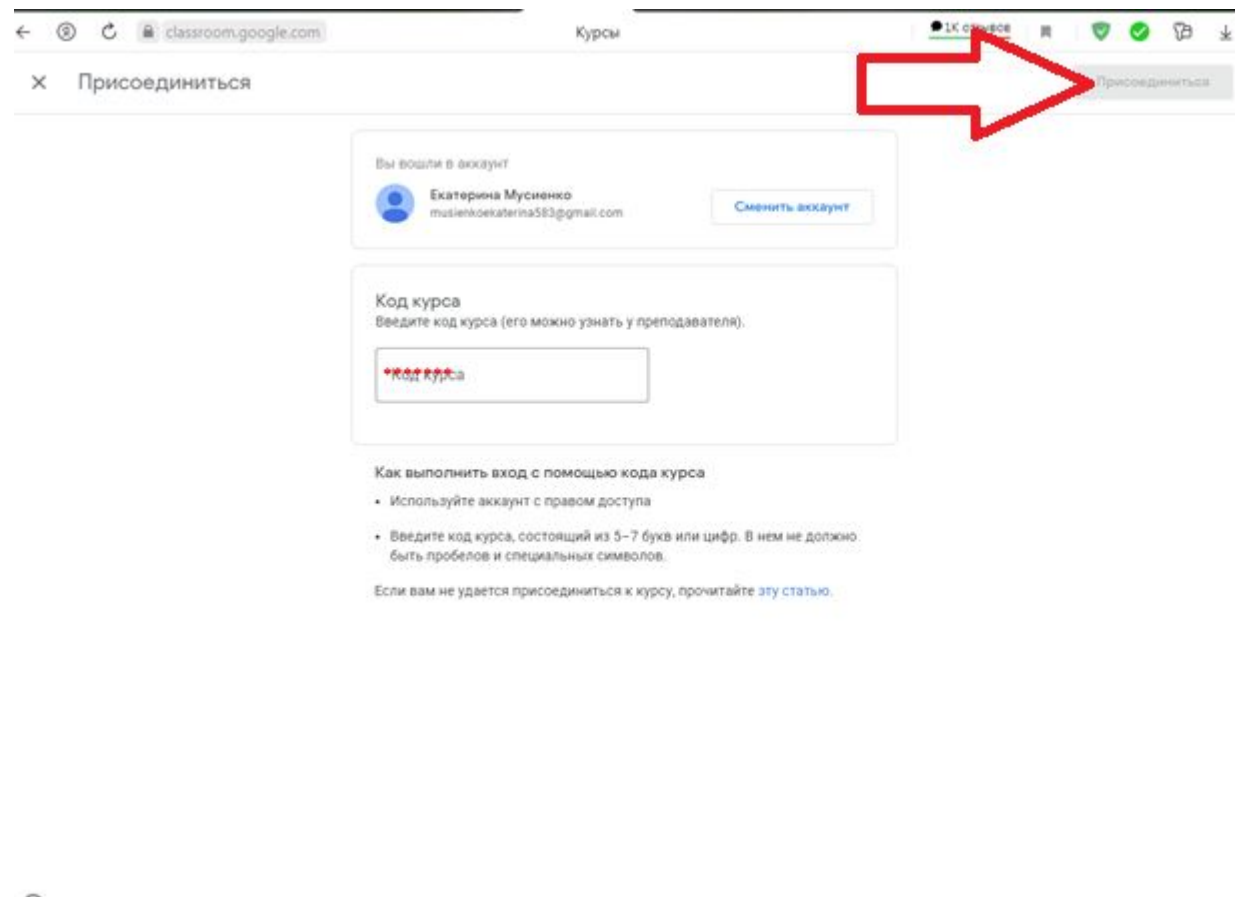 classroom.google.com
Курсы
Присоединиться
Присоединиться
Вы вошли в аккаунт
Екатерина Мусиенко
musienkoekaterina583@gmail.com
Сменить аккаунт
Код курса
Введите код курса (его можно узнать у преподавателя).
*******
Код курса
Как выполнить вход с помощью кода курса
• Используйте аккаунт с правом доступа
• Введите код курса, состоящий из 5–7 букв или цифр. В нем не должно
быть пробелов и специальных символов.
Если вам не удается присоединиться к курсу, прочитайте эту статью.